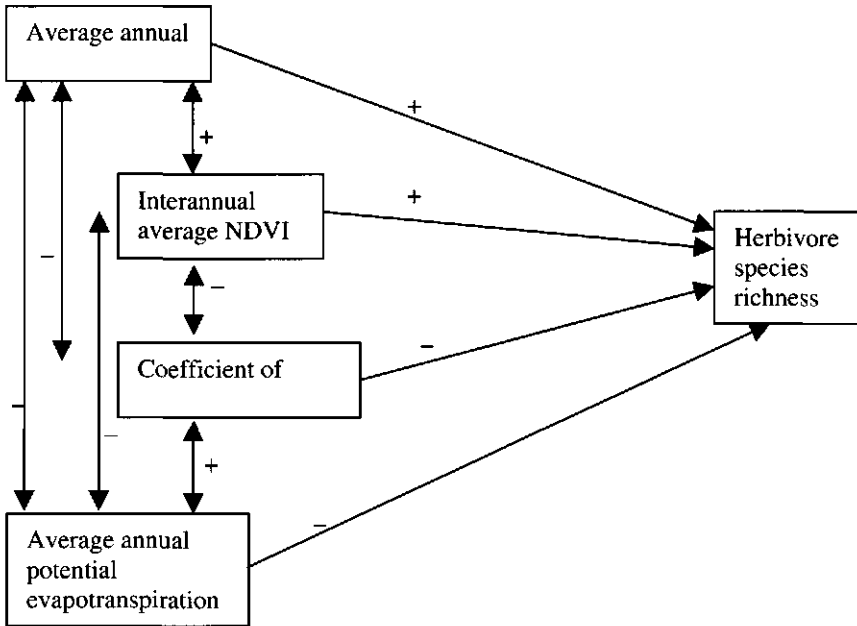 Average annual
+
+
Interannual
average NDVI
+
Herbivore
species
richness
–
–
Coefficient of
–
–
–
+
–
Average annual
potential
evapotranspiration